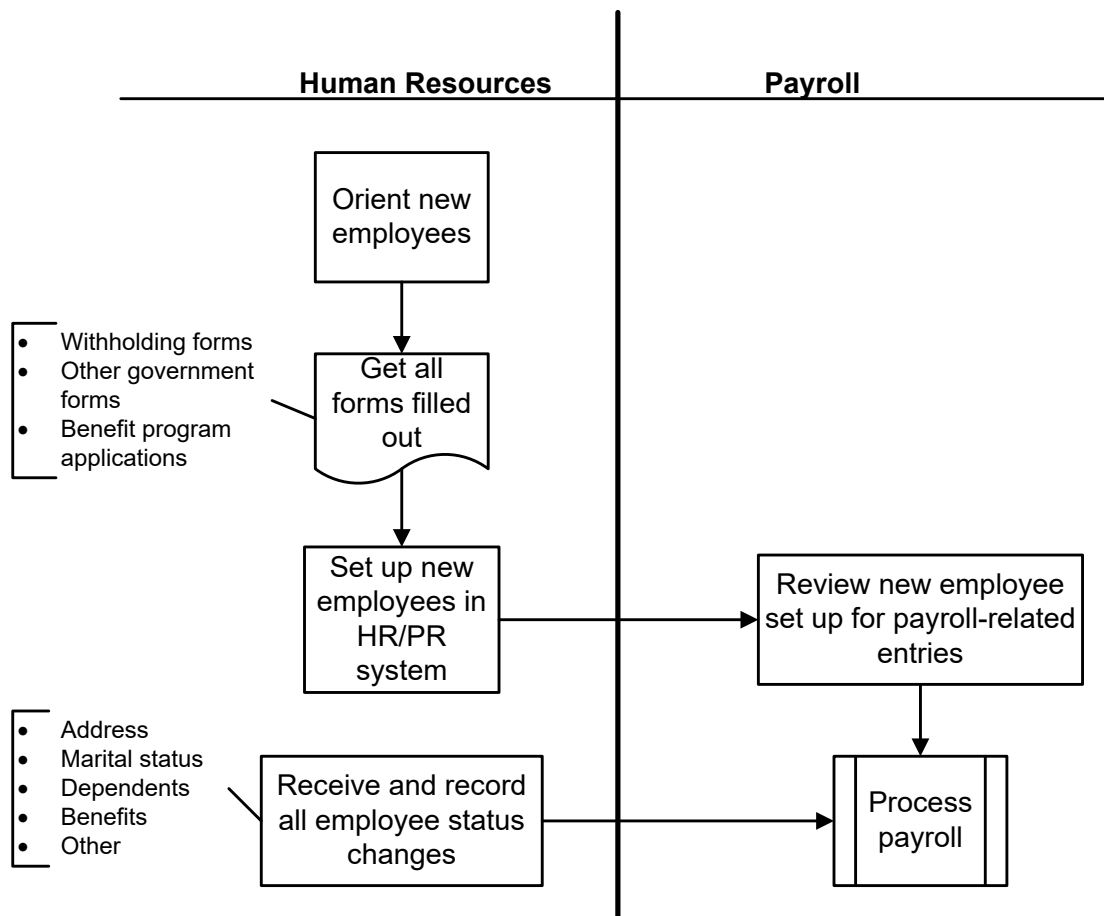 Human Resources
Payroll
Orient new
employees
• Withholding forms
• Other government
forms
• Benefit program
applications
Get all
forms filled
out
Set up new
employees in
HR/PR
system
Review new employee
set up for payroll-related
entries
• Address
• Marital status
• Dependents
• Benefits
• Other
Receive and record
all employee status
changes
Process
payroll